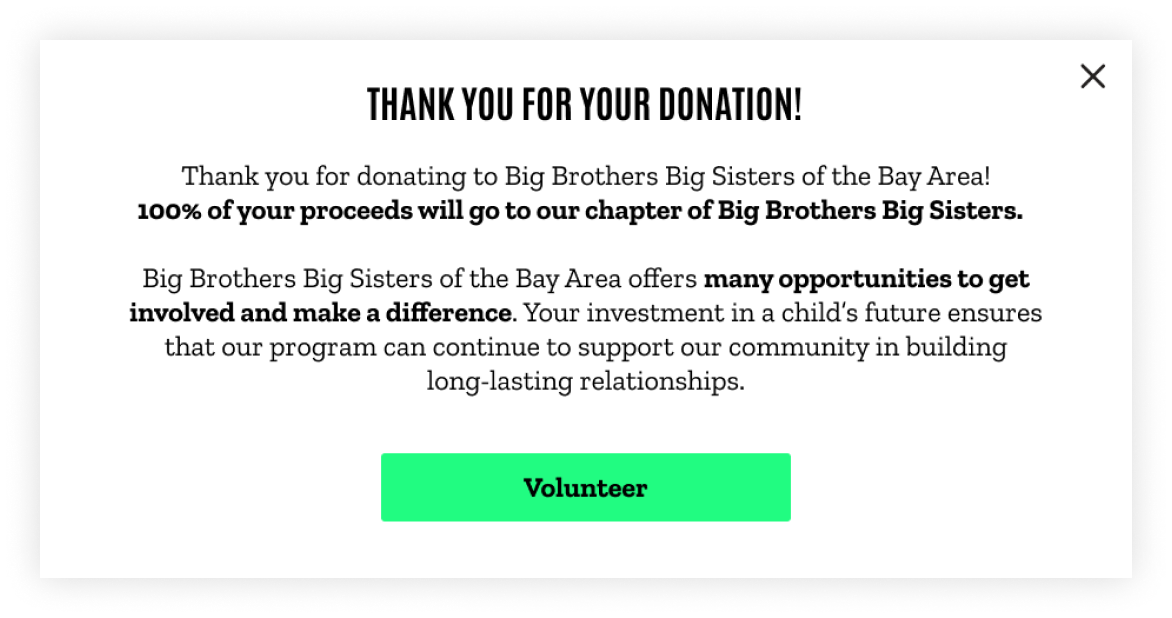 THANK YOU FOR YOUR DONATION!
Thank you for donating to Big Brothers Big Sisters of the Bay Area!
100% of your proceeds will go to our chapter of Big Brothers Big Sisters.
Big Brothers Big Sisters of the Bay Area offers many opportunities to get
involved and make a difference. Your investment in a child’s future ensures
that our program can continue to support our community in building
long-lasting relationships.
Volunteer